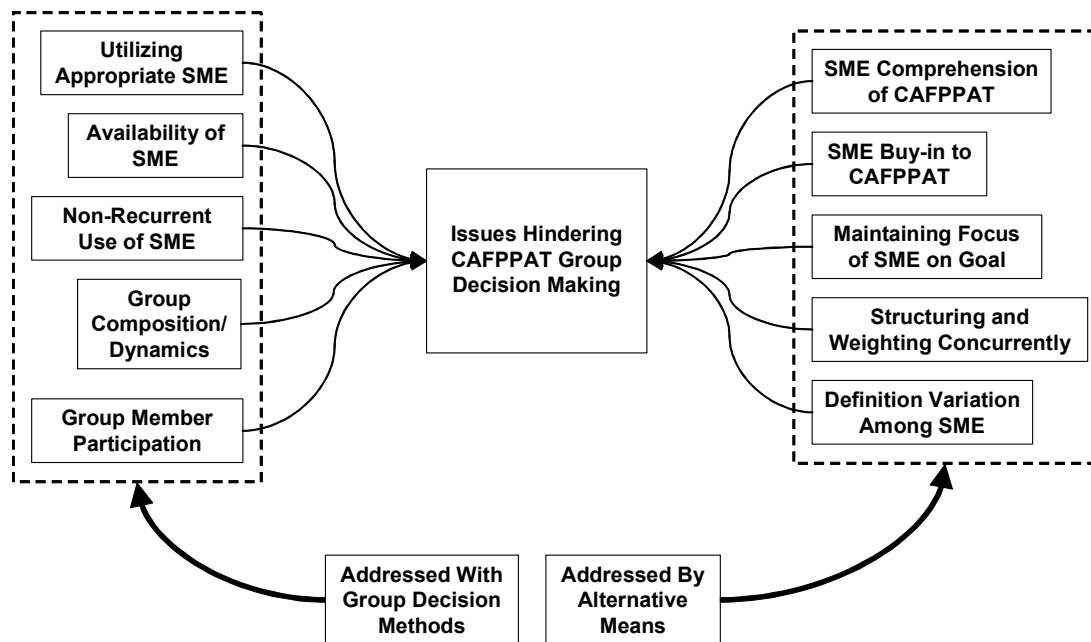 Utilizing
Appropriate SME
Availability of
SME
Non-Recurrent
Use of SME
Group
Composition/
Dynamics
Group Member
Participation
Issues Hindering
CAFPPAT Group
Decision Making
SME Comprehension
of CAFPPAT
SME Buy-in to
CAFPPAT
Maintaining Focus
of SME on Goal
Structuring and
Weighting Concurrently
Definition Variation
Among SME
Addressed With
Group Decision
Methods
Addressed By
Alternative
Means